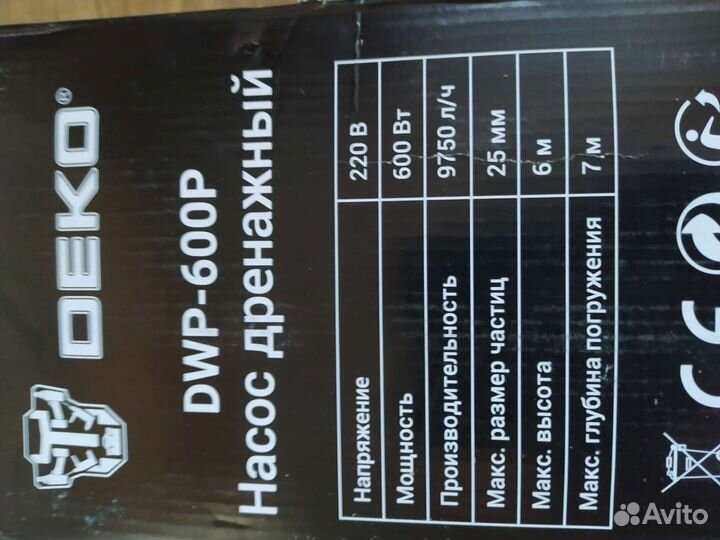 DEKO®
DWP-600P
Насос дренажный
Напряжение 220 В
Мощность 600 Вт
Производительность 9750 л/ч
Макс. размер частиц 25 мм
Макс. высота 6 м
Макс. глубина погружения 7 м
CE
Avito